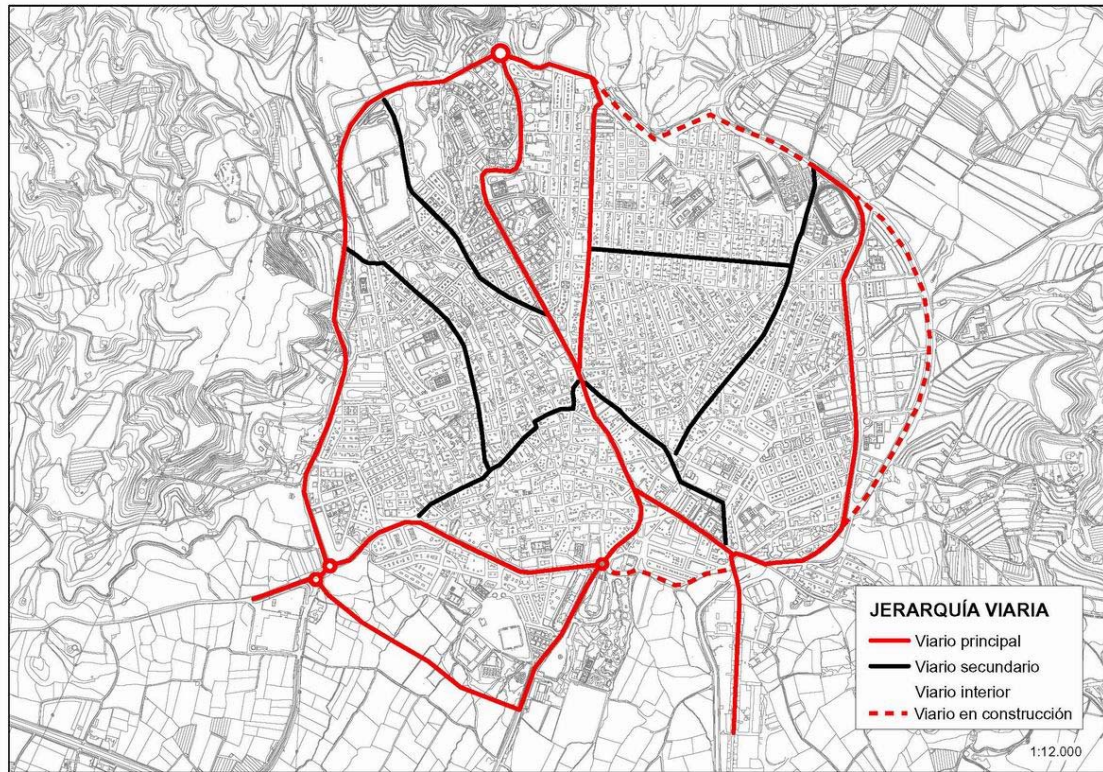 JERARQUÍA VIARIA
Viario principal
Viario secundario
Viario interior
Viario en construcción
1:12.000